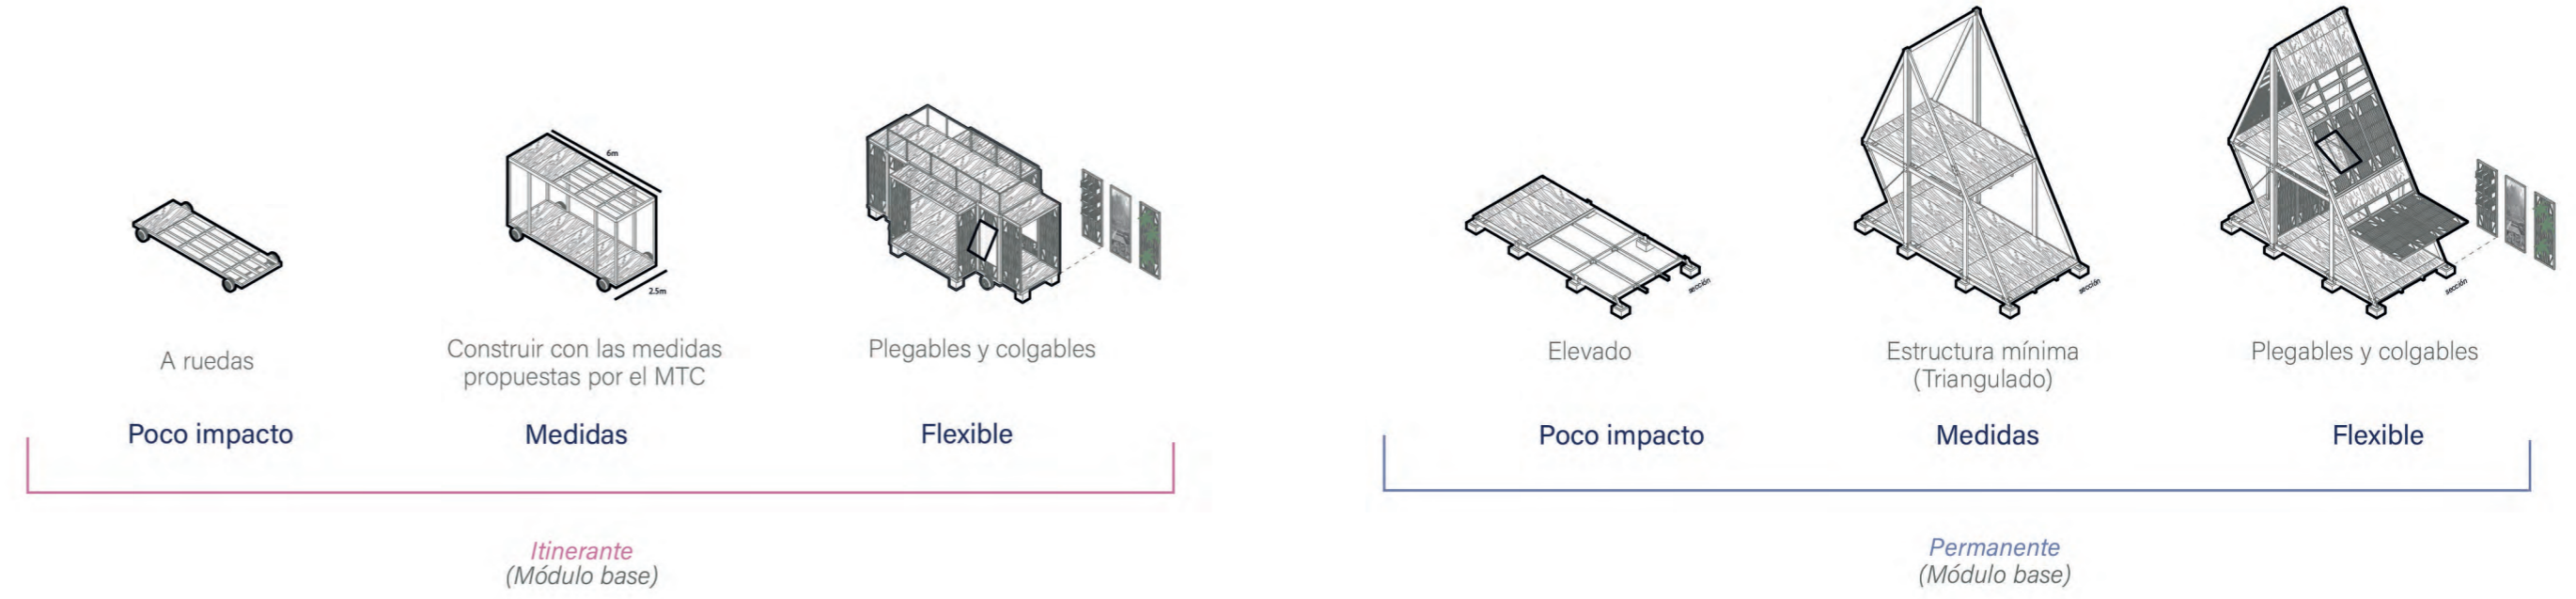 6m
2.5m
A ruedas
Construir con las medidas
propuestas por el MTC
Plegables y colgables
Poco impacto
Medidas
Flexible
Itinerante
(Módulo base)
sección
sección
sección
Elevado
Estructura mínima
(Triangulado)
Plegables y colgables
Poco impacto
Medidas
Flexible
Permanente
(Módulo base)